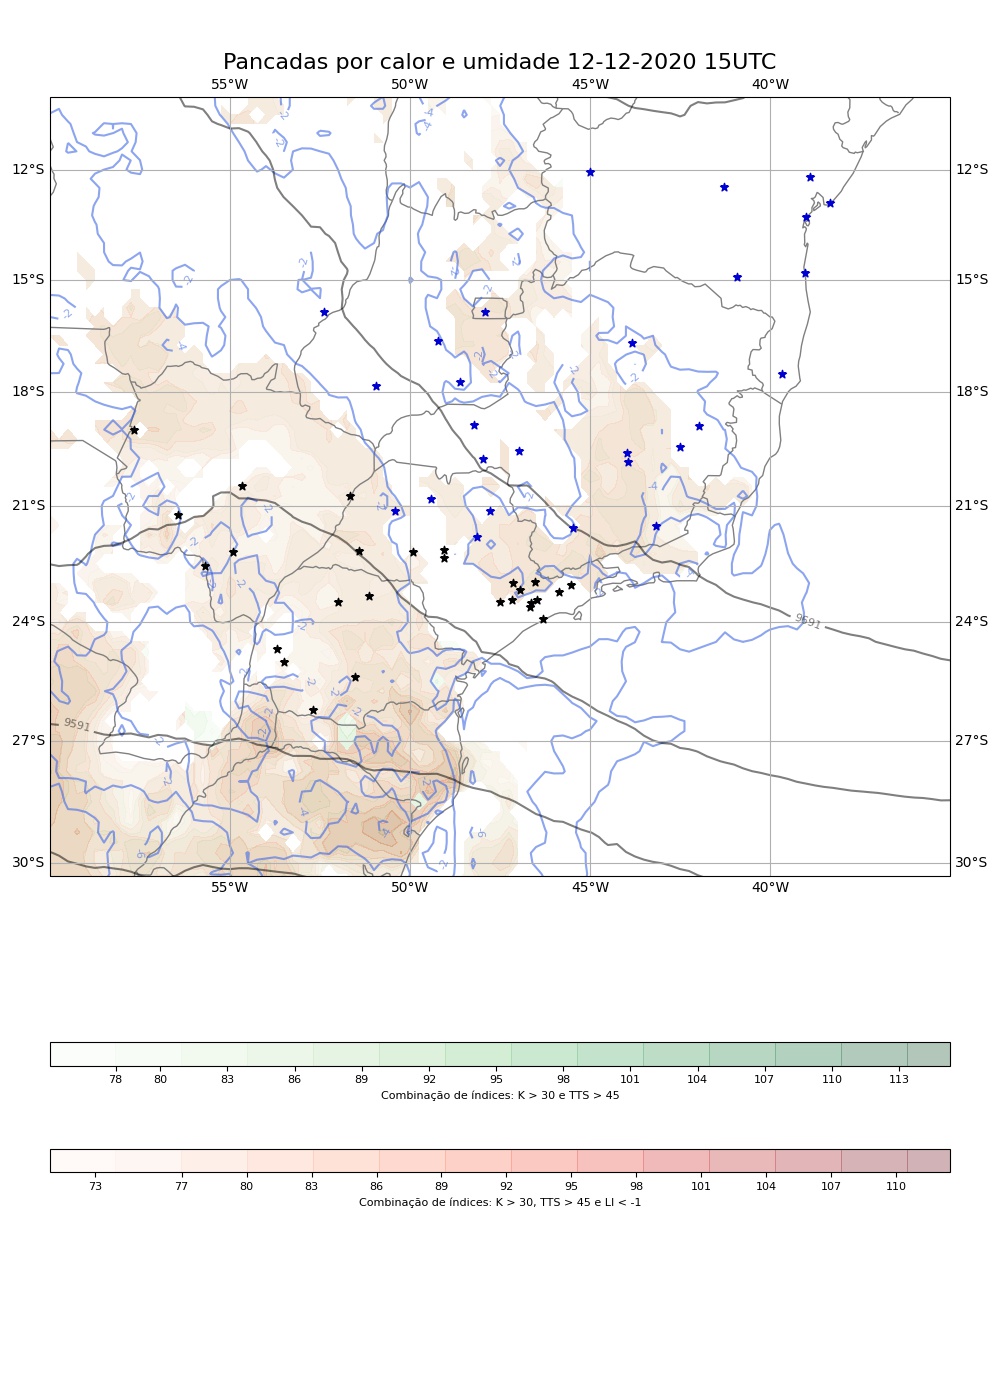 Pancadas por calor e umidade 12-12-2020 15UTC
55°W 50°W 45°W 40°W
12°S 12°S
15°S 15°S
18°S 18°S
21°S 21°S
24°S 24°S
9591
9591
27°S 27°S
30°S 30°S
55°W 50°W 45°W 40°W
78 80 83 86 89 92 95 98 101 104 107 110 113
Combinação de índices: K > 30 e TTS > 45
73 77 80 83 86 89 92 95 98 101 104 107 110
Combinação de índices: K > 30, TTS > 45 e LI < -1